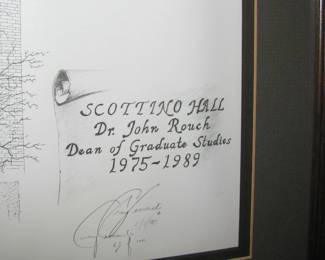 SCOTTINO HALL
Dr. John Rouch
Dean of Graduate Studies
1975-1989